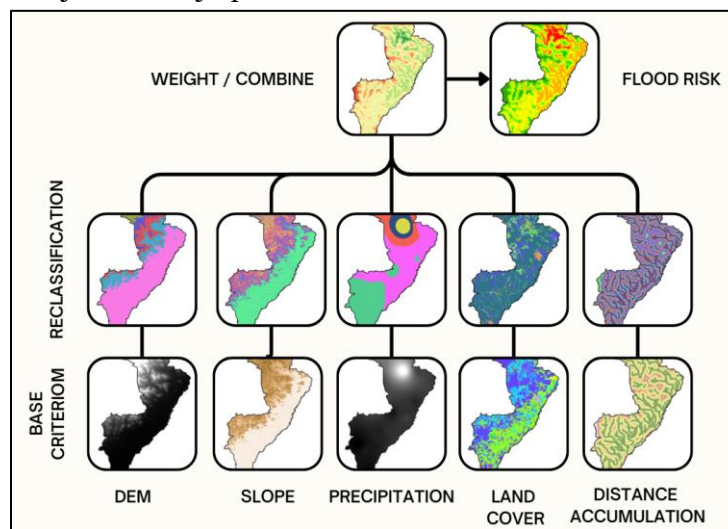 WEIGHT / COMBINE
FLOOD RISK
RECLASSIFICATION
BASE
CRITERIOM
DEM
SLOPE
PRECIPITATION
LAND
COVER
DISTANCE
ACCUMULATION